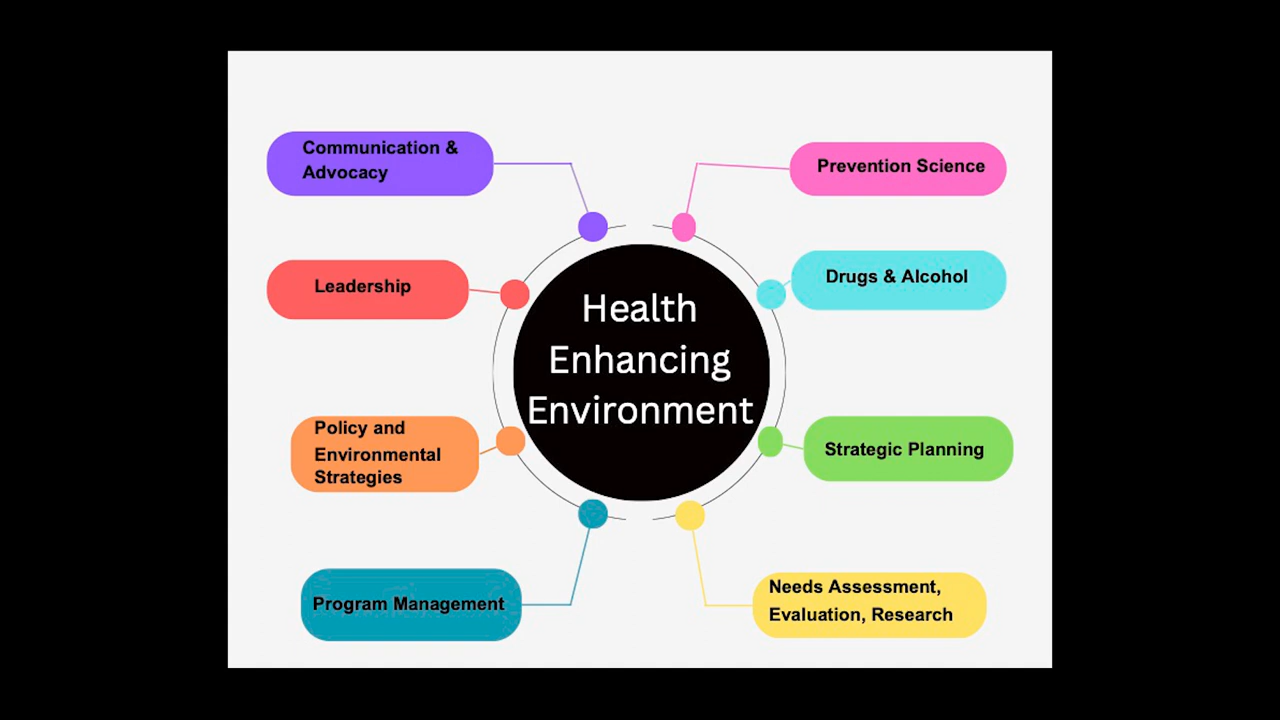 Communication &
Advocacy
Prevention Science
Leadership
Drugs & Alcohol
Health
Enhancing
Environment
Policy and
Environmental
Strategies
Strategic Planning
Program Management
Needs Assessment,
Evaluation, Research